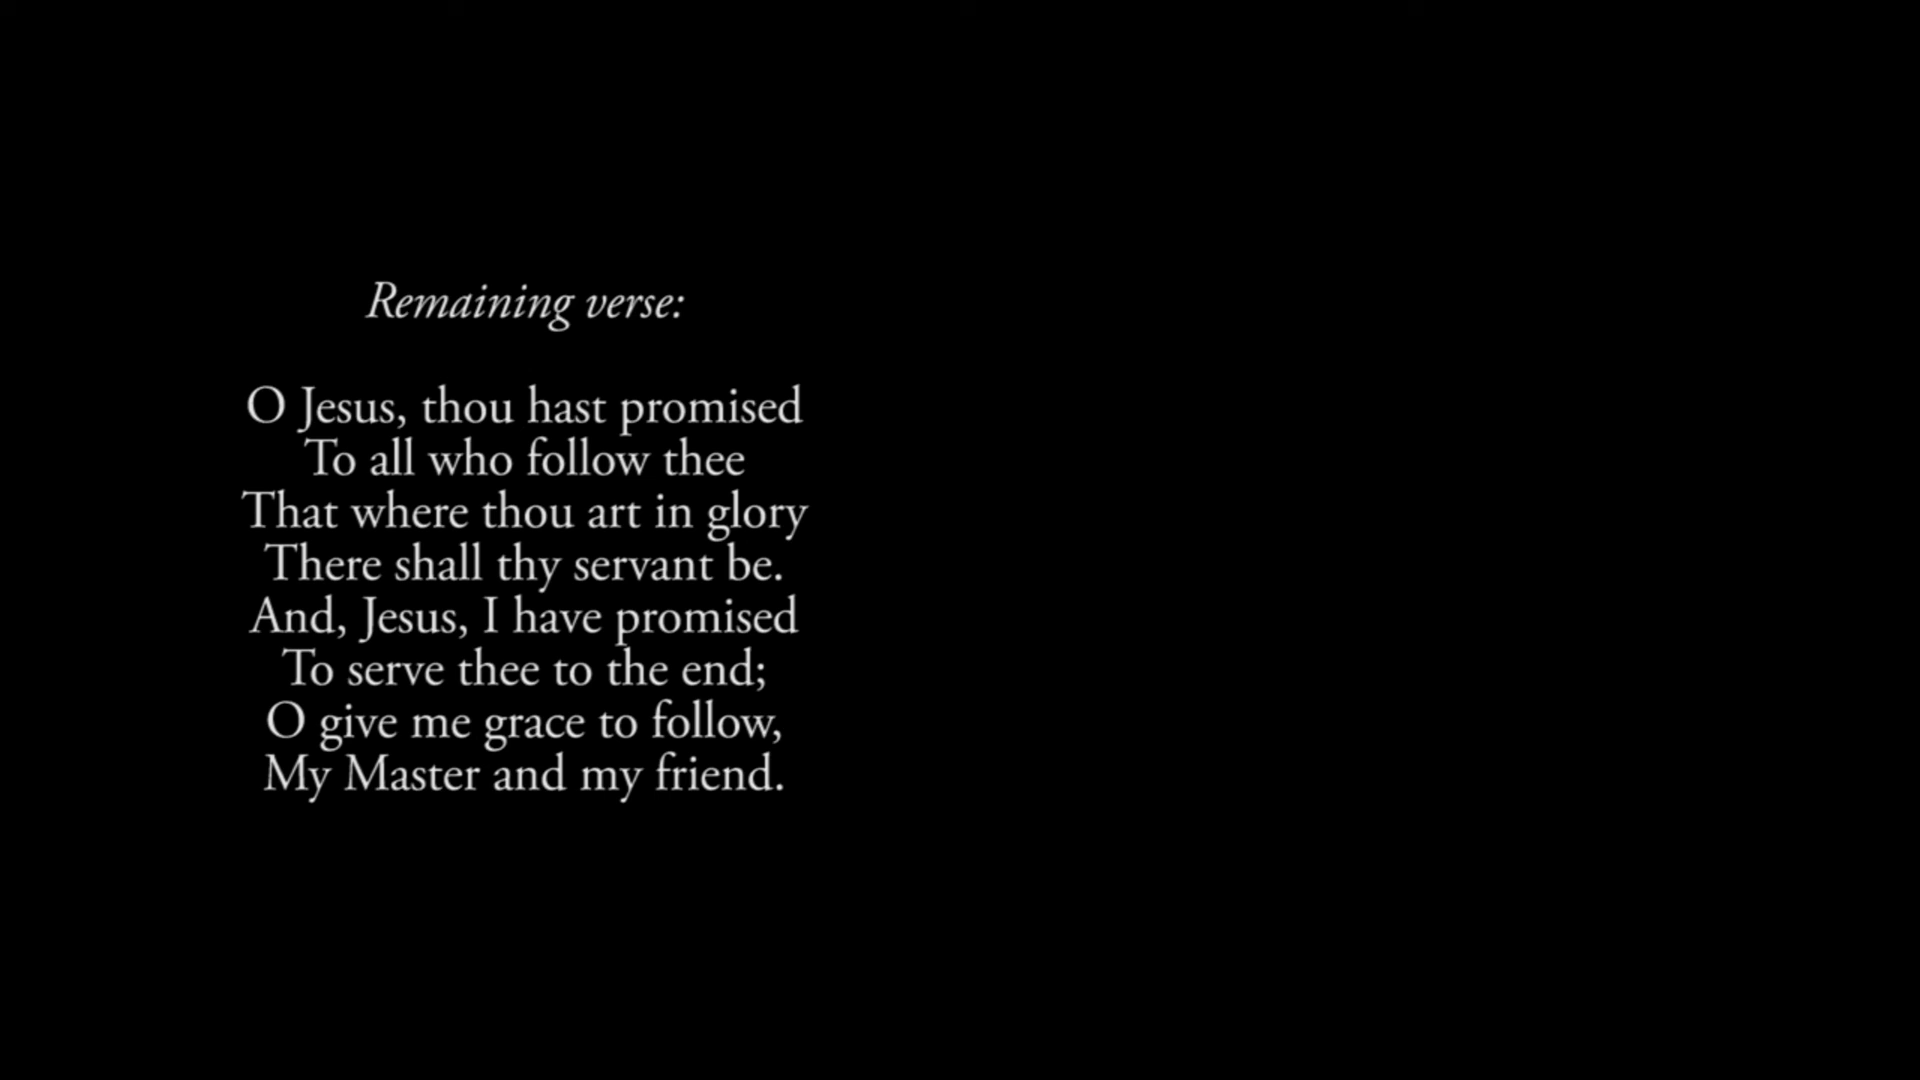 Remaining verse:
O Jesus, thou hast promised
To all who follow thee
That where thou art in glory
There shall thy servant be.
And, Jesus, I have promised
To serve thee to the end;
O give me grace to follow,
My Master and my friend.